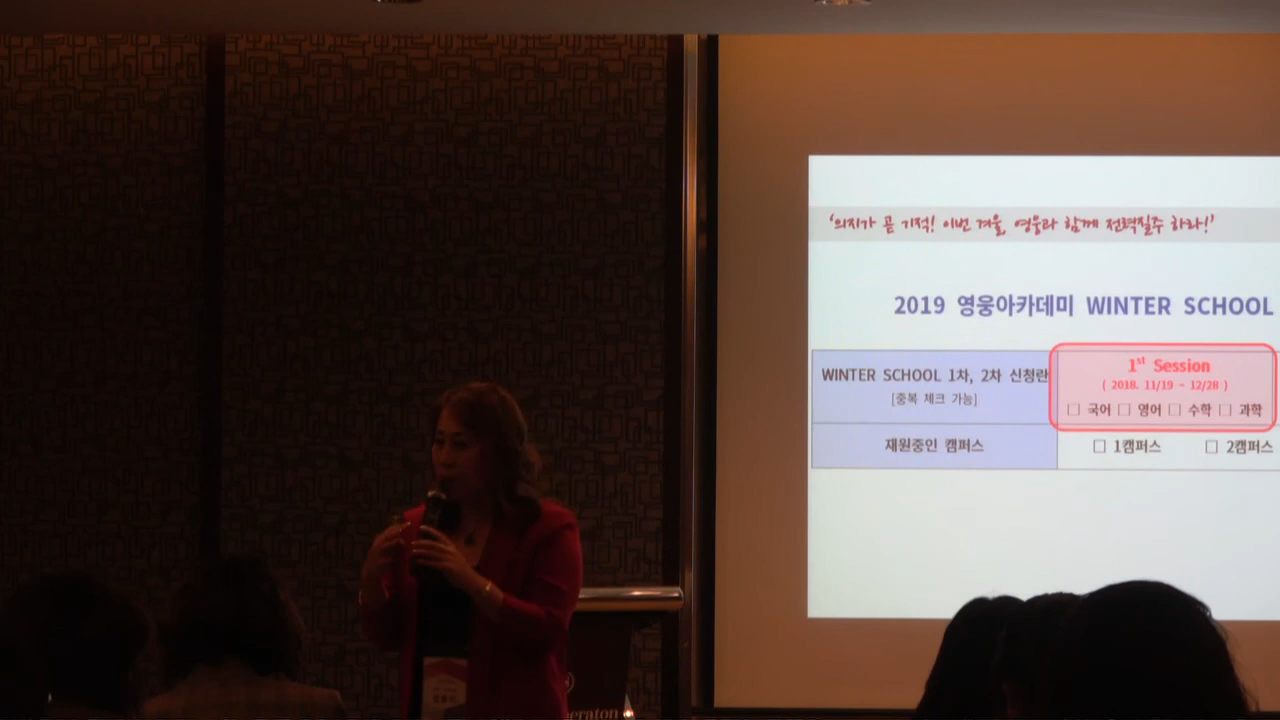 '의지가 곧 기적! 이번 겨울, 영웅과 함께 전력질주 하라!'
2019 영웅아카데미 WINTER SCHOOL
WINTER SCHOOL 1차, 2차 신청란
[중복 체크 가능]
1st Session
( 2018. 11/19 ~ 12/28 )
□ 국어 □ 영어 □ 수학 □ 과학
재원중인 캠퍼스
□ 1캠퍼스 □ 2캠퍼스
eraton